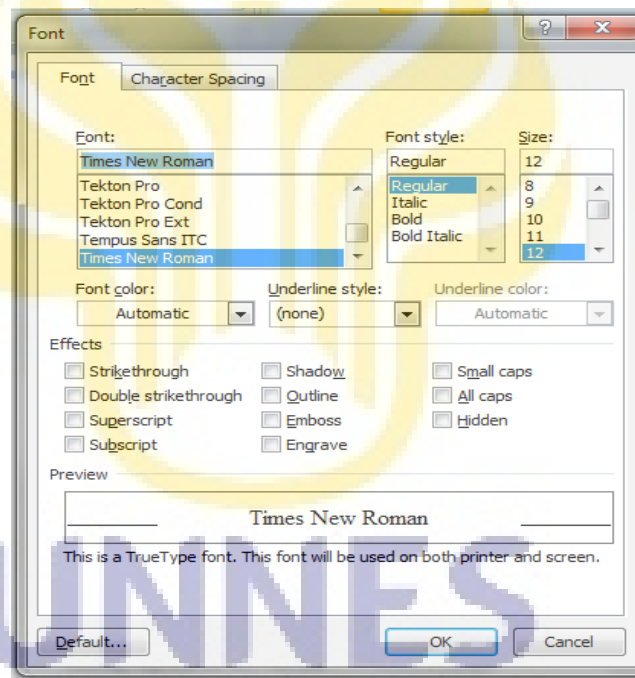 Font
Font Character Spacing
Font: Font style: Size:
Times New Roman Regular 12
Tekton Pro Regular 8
Tekton Pro Cond Italic 9
Tekton Pro Ext Bold 10
Tempus Sans ITC Bold Italic 11
Times New Roman 12
Font color: Underline style: Underline color:
Automatic (none) Automatic
Effects
Strikethrough Shadow Small caps
Double strikethrough Outline All caps
Superscript Emboss Hidden
Subscript Engrave
Preview
Times New Roman
This is a TrueType font. This font will be used on both printer and screen.
UNNES
Default... OK Cancel